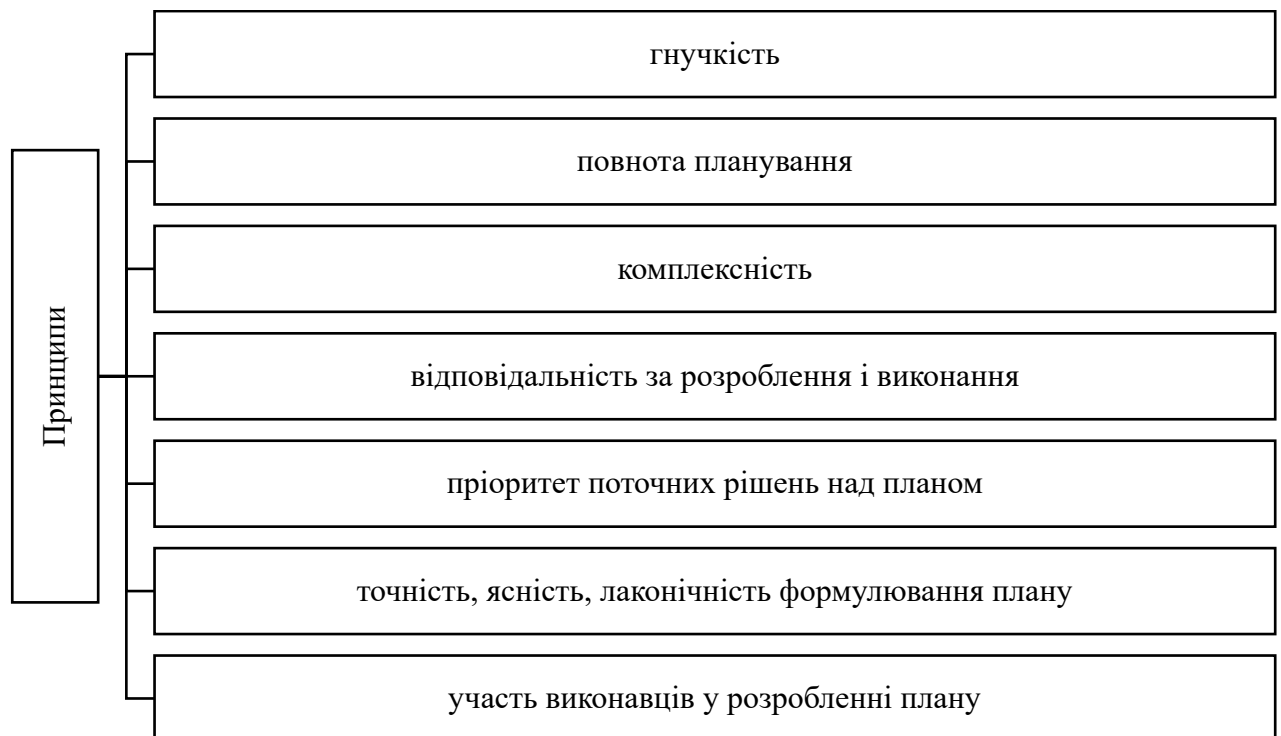 Принципи
гнучкість
повнота планування
комплексність
відповідальність за розроблення і виконання
пріоритет поточних рішень над планом
точність, ясність, лаконічність формулювання плану
участь виконавців у розробленні плану